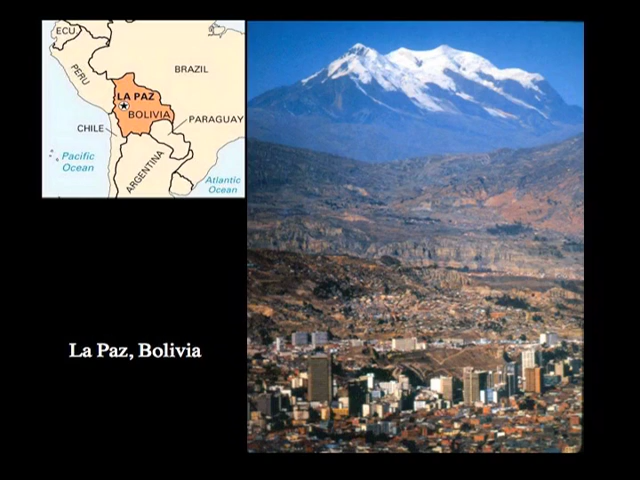 ECU
BRAZIL
PERU
LA PAZ
BOLIVIA
PARAGUAY
CHILE
Pacific
Ocean
ARGENTINA
Atlantic
Ocean
La Paz, Bolivia